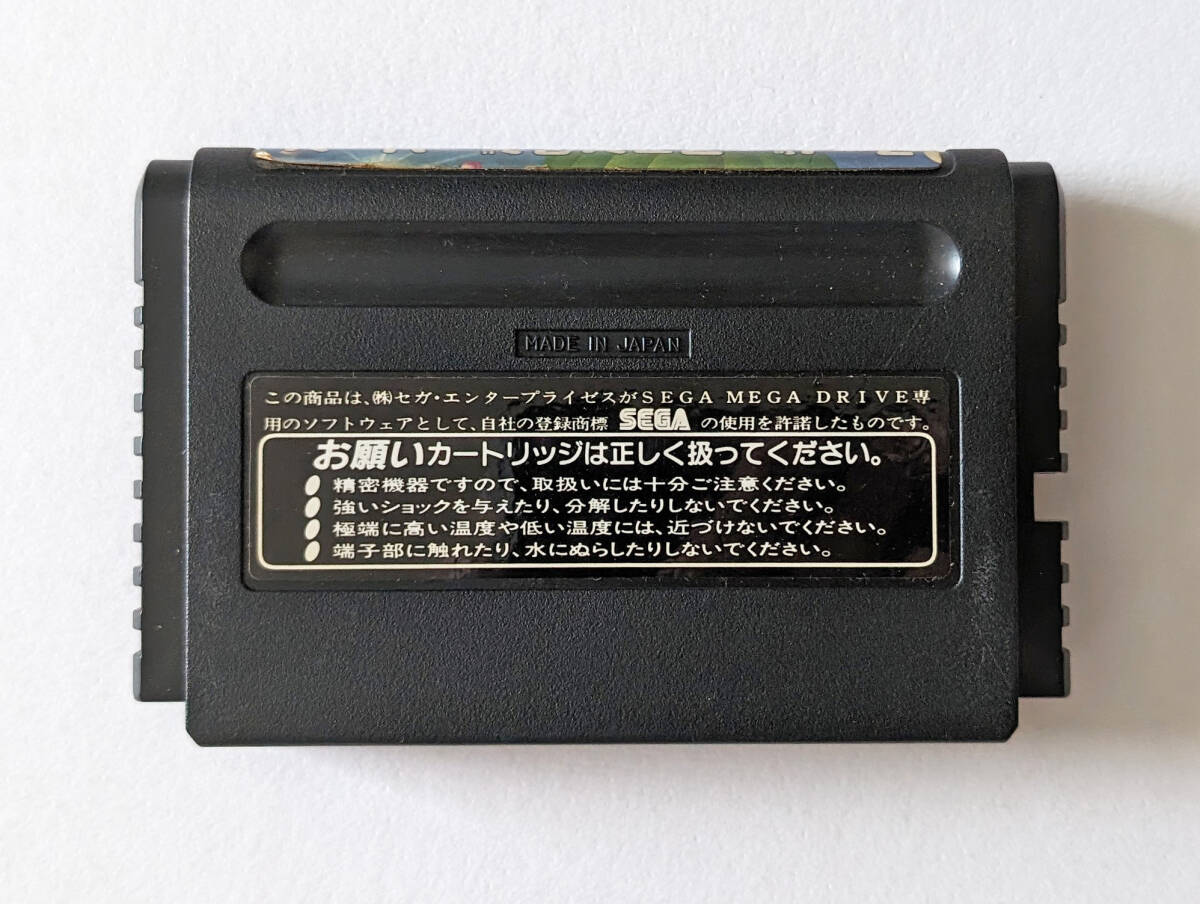 MADE IN JAPAN
この商品は、㈱セガ・エンタープライゼスがSEGA MEGA DRIVE専
用のソフトウェアとして、自社の登録商標 SEGA の使用を許諾したものです。
お願いカートリッジは正しく扱ってください。
●精密機器ですので、取扱いには十分ご注意ください。
●強いショックを与えたり、分解したりしないでください。
●極端に高い温度や低い温度には、近づけないでください。
●端子部に触れたり、水にぬらしたりしないでください。